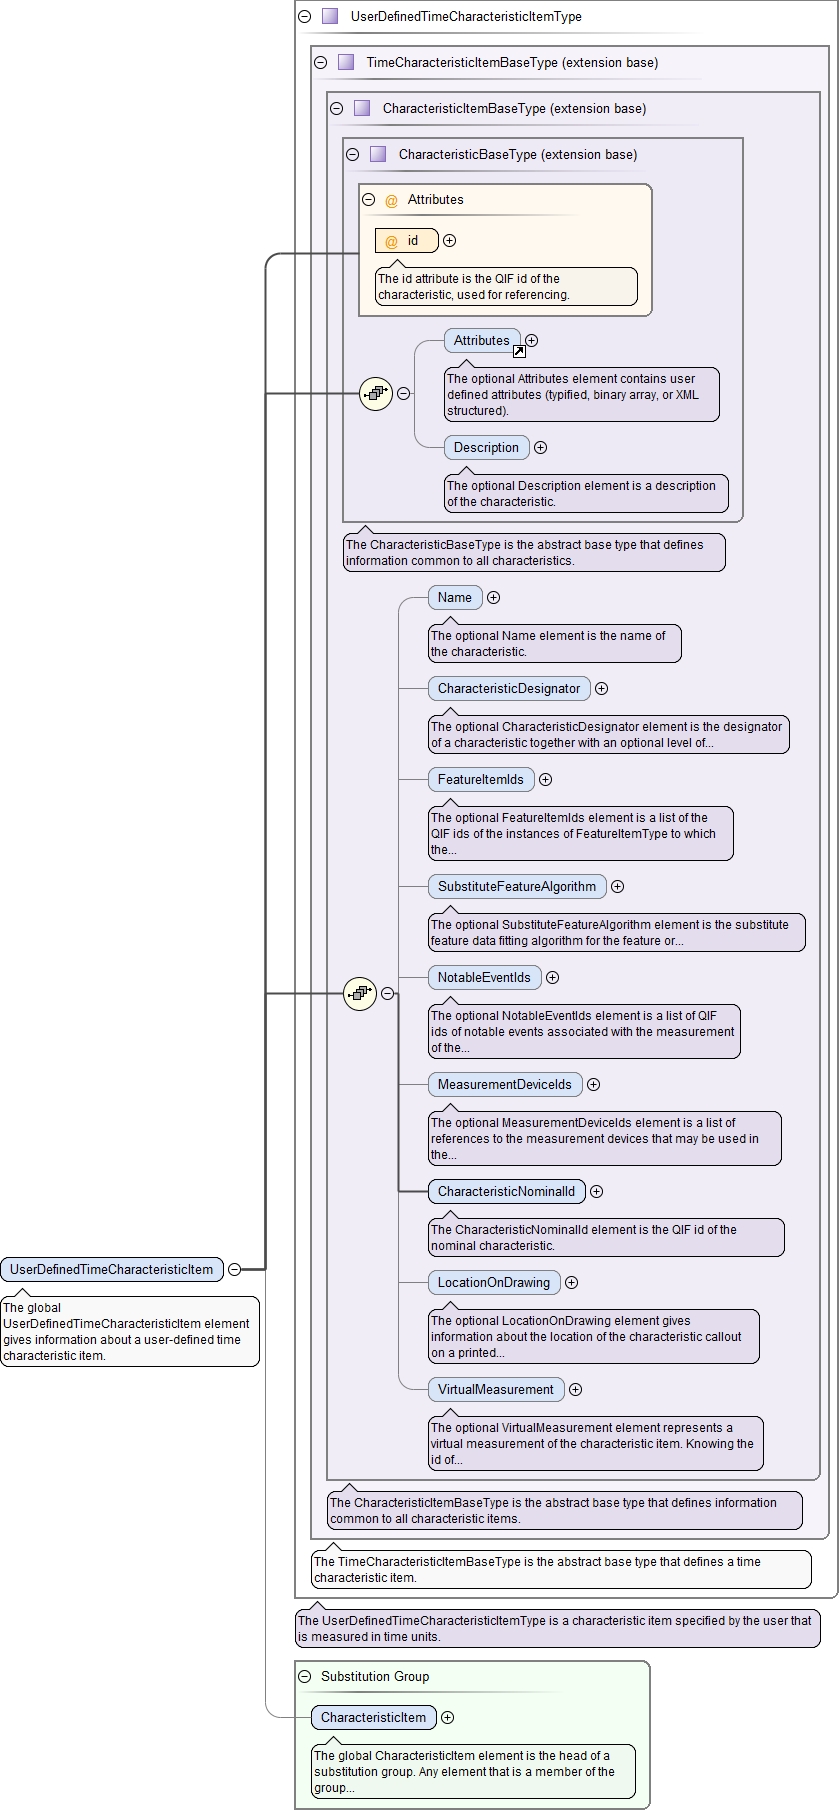 UserDefinedTimeCharacteristicItemType
TimeCharacteristicItemBaseType (extension base)
CharacteristicItemBaseType (extension base)
CharacteristicBaseType (extension base)
@ Attributes
@ id
The id attribute is the QIF id of the
characteristic, used for referencing.
Attributes
The optional Attributes element contains user
defined attributes (typified, binary array, or XML
structured).
Description
The optional Description element is a description
of the characteristic.
The CharacteristicBaseType is the abstract base type that defines
information common to all characteristics.
Name
The optional Name element is the name of
the characteristic.
CharacteristicDesignator
The optional CharacteristicDesignator element is the designator
of a characteristic together with an optional level of...
FeatureItemIds
The optional FeatureItemIds element is a list of the
QIF ids of the instances of FeatureItemType to which
the...
SubstituteFeatureAlgorithm
The optional SubstituteFeatureAlgorithm element is the substitute
feature data fitting algorithm for the feature or...
NotableEventIds
The optional NotableEventIds element is a list of QIF
ids of notable events associated with the measurement
of the...
MeasurementDeviceIds
The optional MeasurementDeviceIds element is a list of
references to the measurement devices that may be used in
the...
CharacteristicNominalId
The CharacteristicNominalId element is the QIF id of the
nominal characteristic.
UserDefinedTimeCharacteristicItem
The global
UserDefinedTimeCharacteristicItem element
gives information about a user-defined time
characteristic item.
LocationOnDrawing
The optional LocationOnDrawing element gives
information about the location of the characteristic callout
on a printed...
VirtualMeasurement
The optional VirtualMeasurement element represents a
virtual measurement of the characteristic item. Knowing the
id of...
The CharacteristicItemBaseType is the abstract base type that defines information
common to all characteristic items.
The TimeCharacteristicItemBaseType is the abstract base type that defines a time
characteristic item.
The UserDefinedTimeCharacteristicItemType is a characteristic item specified by the user that
is measured in time units.
Substitution Group
CharacteristicItem
The global CharacteristicItem element is the head of a
substitution group. Any element that is a member of the
group...